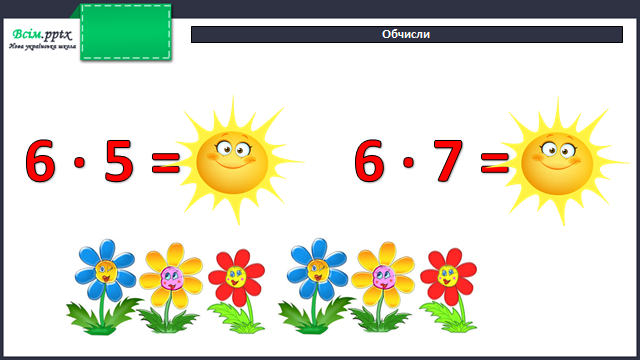 Всім.pptx
Нова українська школа
Обчисли
6 · 5 =
6 · 7 =